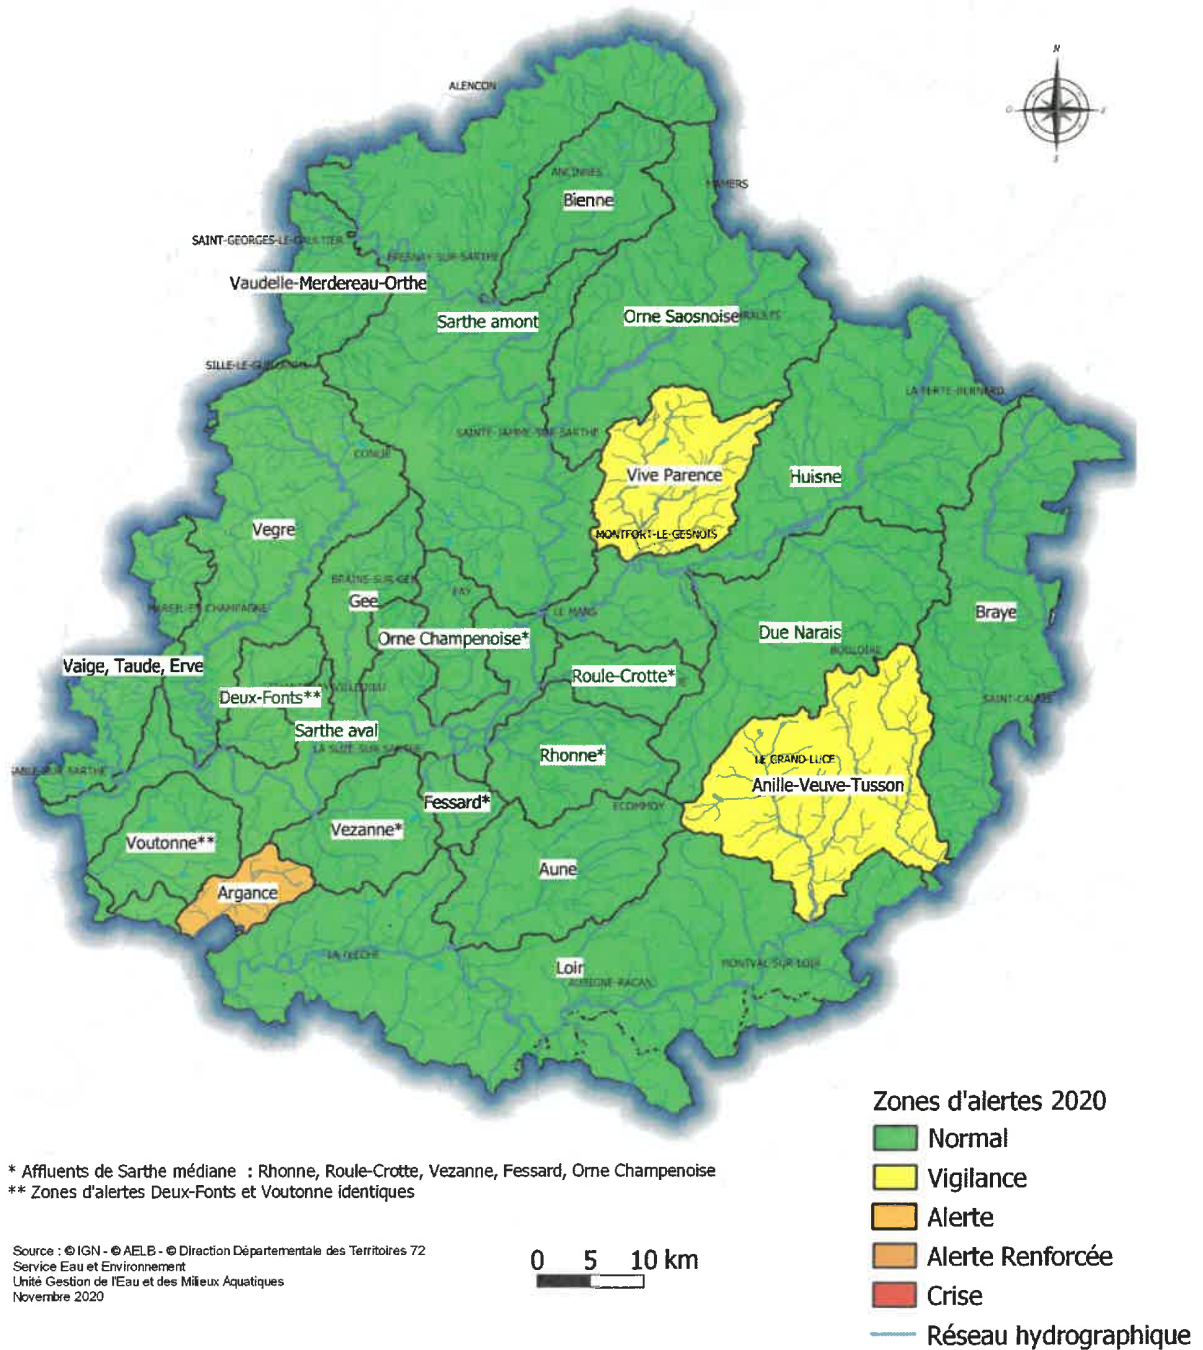 N
O
E
S
ALENCON
ANCINNES
Bienne
MAMERS
SAINT-GEORGES-LE-GAULTIER
FRESNAY-SUR-SARTHE
Vaudelle-Merdereau-Orthe
Sarthe amont
Orne Saosnoise
SILLE-LE-GUILLAUME
LA FERTE-BERNARD
SAINTE-JAMME-SUR-SARTHE
CONLIE
Vive Parence
Huisne
Vegre
MONTFORT-LE-GESNOIS
BRAINS-SUR-GEE
FAY
Gee
MAREIL-EN-CHAMPAGNE
LE MANS
Braye
Orne Champenoise*
Due Narais
BOULOIRE
Vaige, Taude, Erve
Roule-Crotte*
Deux-Fonts**
SAINT-CALAIS
Sarthe aval
LA SUZE-SUR-SARTHE
Rhonne*
LE GRAND-LUCE
SABLE-SUR-SARTHE
Anille-Veuve-Tusson
Fessard*
ECOMMOY
Vezanne*
Voutonne**
Aune
Argance
LA FLECHE
Loir
MONTVAL-SUR-LOIR
AUBIGNE-RACAN
Zones d'alertes 2020
Normal
Vigilance
Alerte
Alerte Renforcée
Crise
Réseau hydrographique
* Affluents de Sarthe médiane : Rhonne, Roule-Crotte, Vezanne, Fessard, Orne Champenoise
** Zones d'alertes Deux-Fonts et Voutonne identiques
Source : © IGN - © AELB - © Direction Départementale des Territoires 72
Service Eau et Environnement
Unité Gestion de l'Eau et des Milieux Aquatiques
Novembre 2020
0 5 10 km